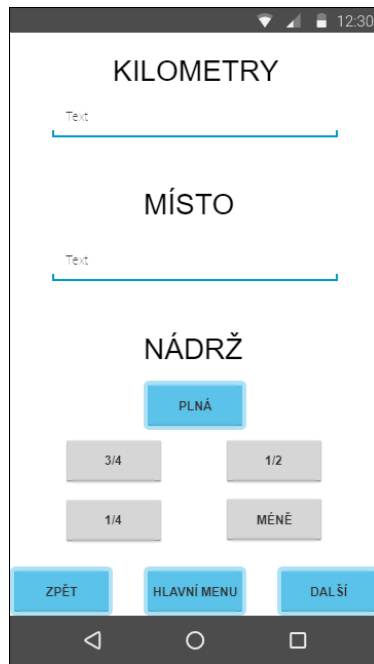 12:30
KILOMETRY
Text
MÍSTO
Text
NÁDRŽ
PLNÁ
3/4 1/2
1/4 MÉNĚ
ZPĚT HLAVNÍ MENU DALŠÍ